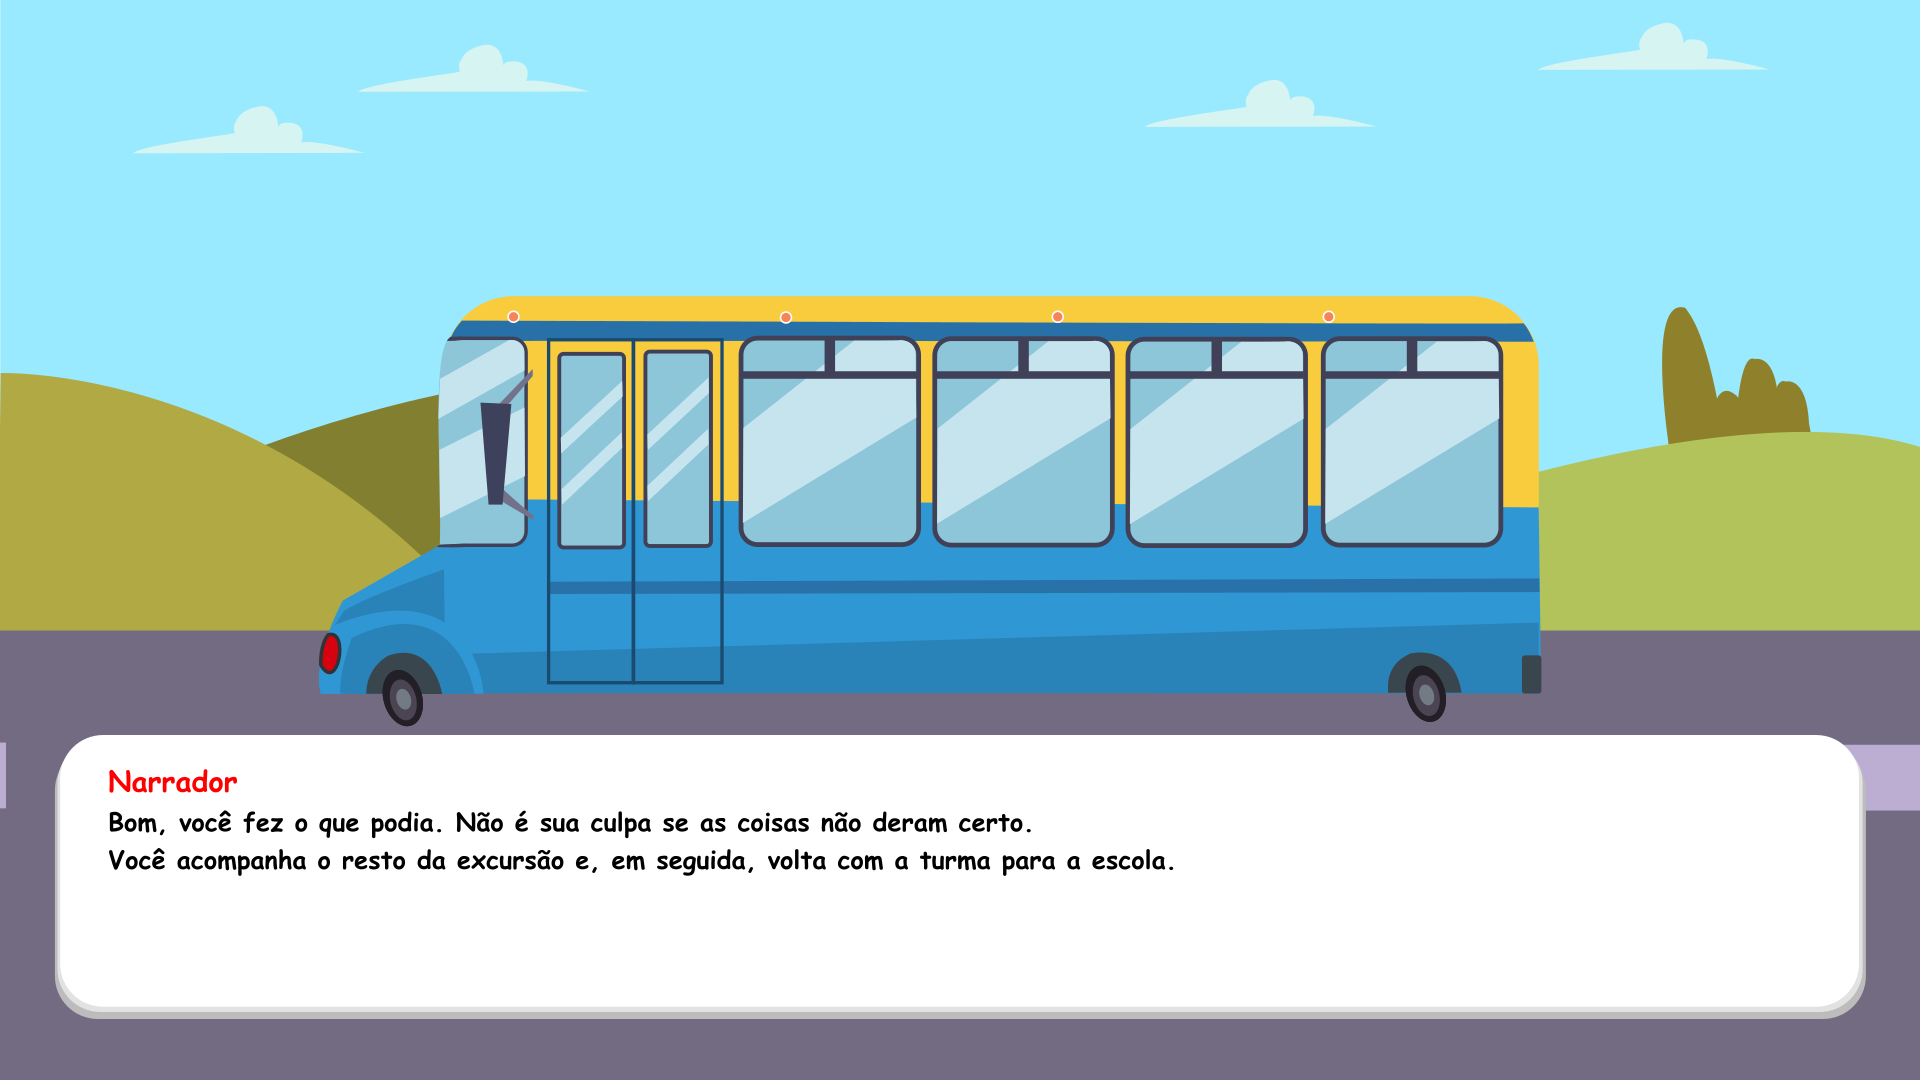 Narrador
Bom, você fez o que podia. Não é sua culpa se as coisas não deram certo.
Você acompanha o resto da excursão e, em seguida, volta com a turma para a escola.